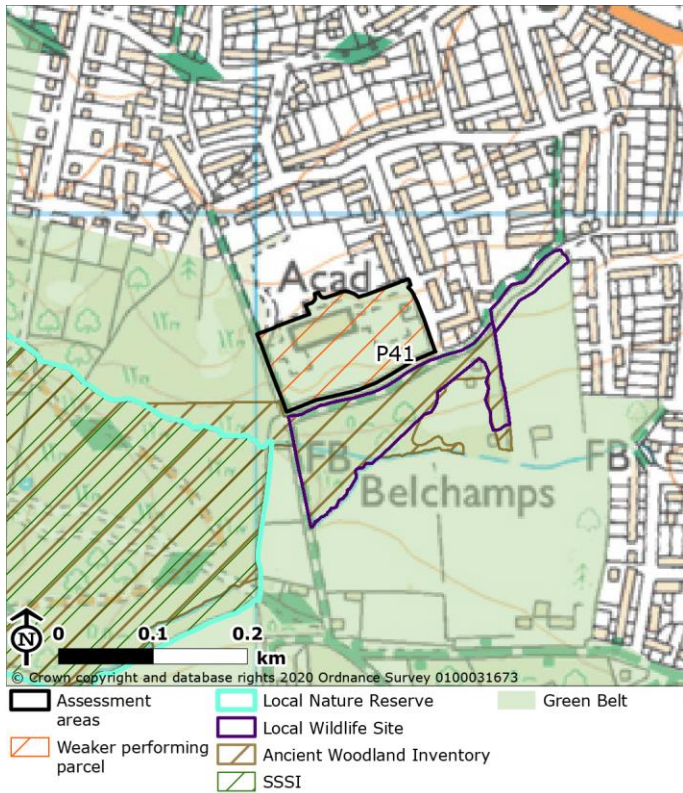 Acad
P41
FB
FB
Belchamps
N
0 0.1 0.2
km
© Crown copyright and database rights 2020 Ordnance Survey 0100031673
Assessment areas
Weaker performing parcel
Local Nature Reserve
Local Wildlife Site
Ancient Woodland Inventory
SSSI
Green Belt